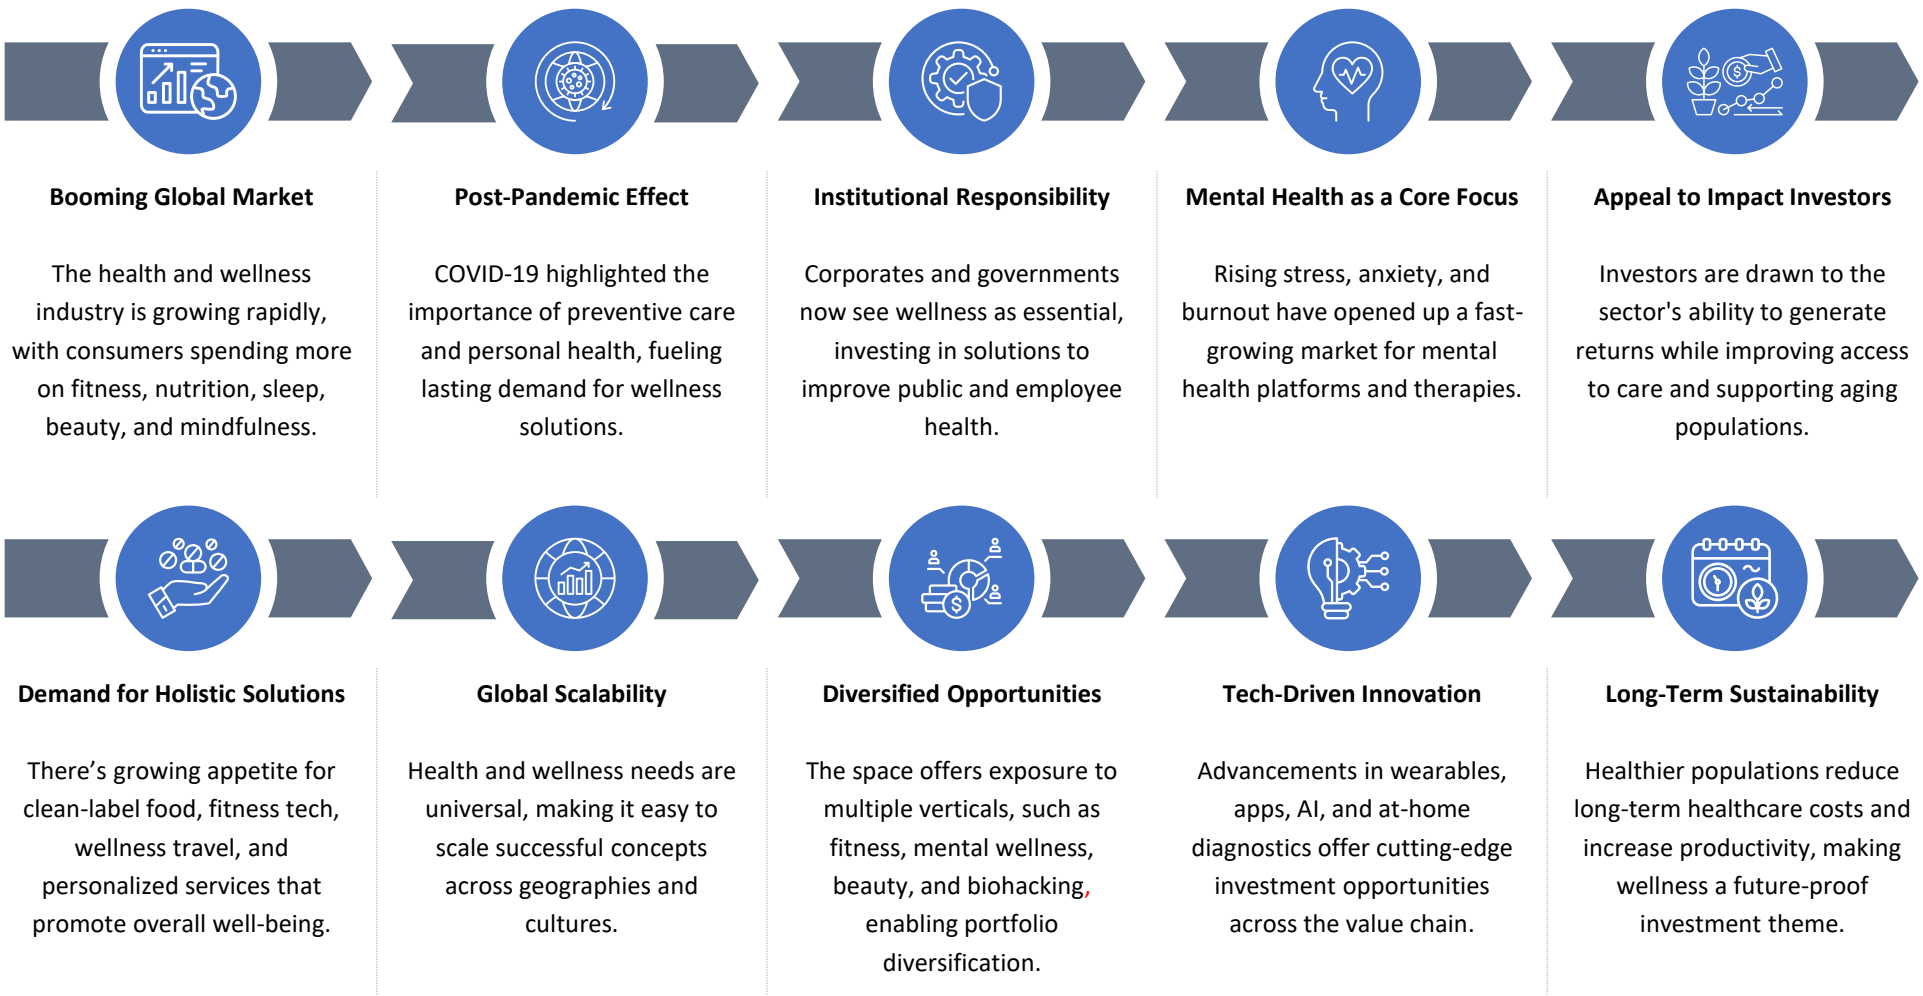 Booming Global Market
The health and wellness
industry is growing rapidly,
with consumers spending more
on fitness, nutrition, sleep,
beauty, and mindfulness.
Post-Pandemic Effect
COVID-19 highlighted the
importance of preventive care
and personal health, fueling
lasting demand for wellness
solutions.
Institutional Responsibility
Corporates and governments
now see wellness as essential,
investing in solutions to
improve public and employee
health.
Mental Health as a Core Focus
Rising stress, anxiety, and
burnout have opened up a fast-
growing market for mental
health platforms and therapies.
Appeal to Impact Investors
Investors are drawn to the
sector's ability to generate
returns while improving access
to care and supporting aging
populations.
Demand for Holistic Solutions
There’s growing appetite for
clean-label food, fitness tech,
wellness travel, and
personalized services that
promote overall well-being.
Global Scalability
Health and wellness needs are
universal, making it easy to
scale successful concepts
across geographies and
cultures.
Diversified Opportunities
The space offers exposure to
multiple verticals, such as
fitness, mental wellness,
beauty, and biohacking,
enabling portfolio
diversification.
Tech-Driven Innovation
Advancements in wearables,
apps, AI, and at-home
diagnostics offer cutting-edge
investment opportunities
across the value chain.
Long-Term Sustainability
Healthier populations reduce
long-term healthcare costs and
increase productivity, making
wellness a future-proof
investment theme.